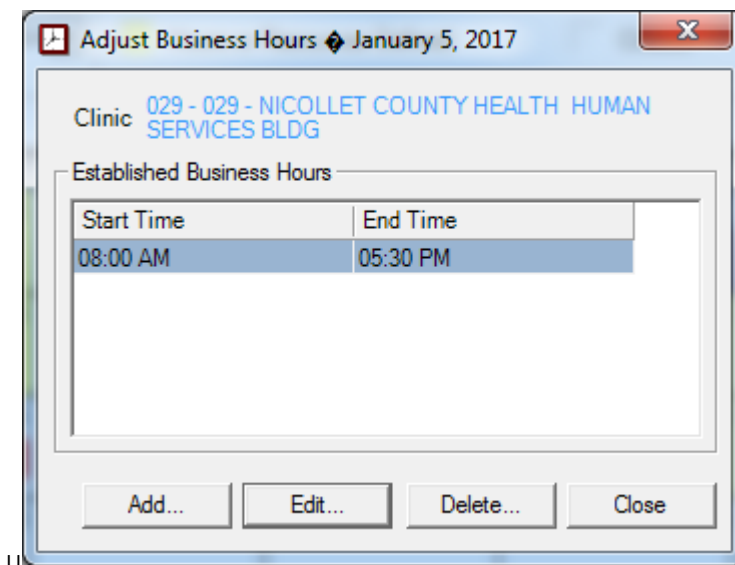 Adjust Business Hours � January 5, 2017
x
Clinic 029 - 029 - NICOLLET COUNTY HEALTH HUMAN
SERVICES BLDG
Established Business Hours
Start Time End Time
08:00 AM 05:30 PM
Add... Edit... Delete... Close